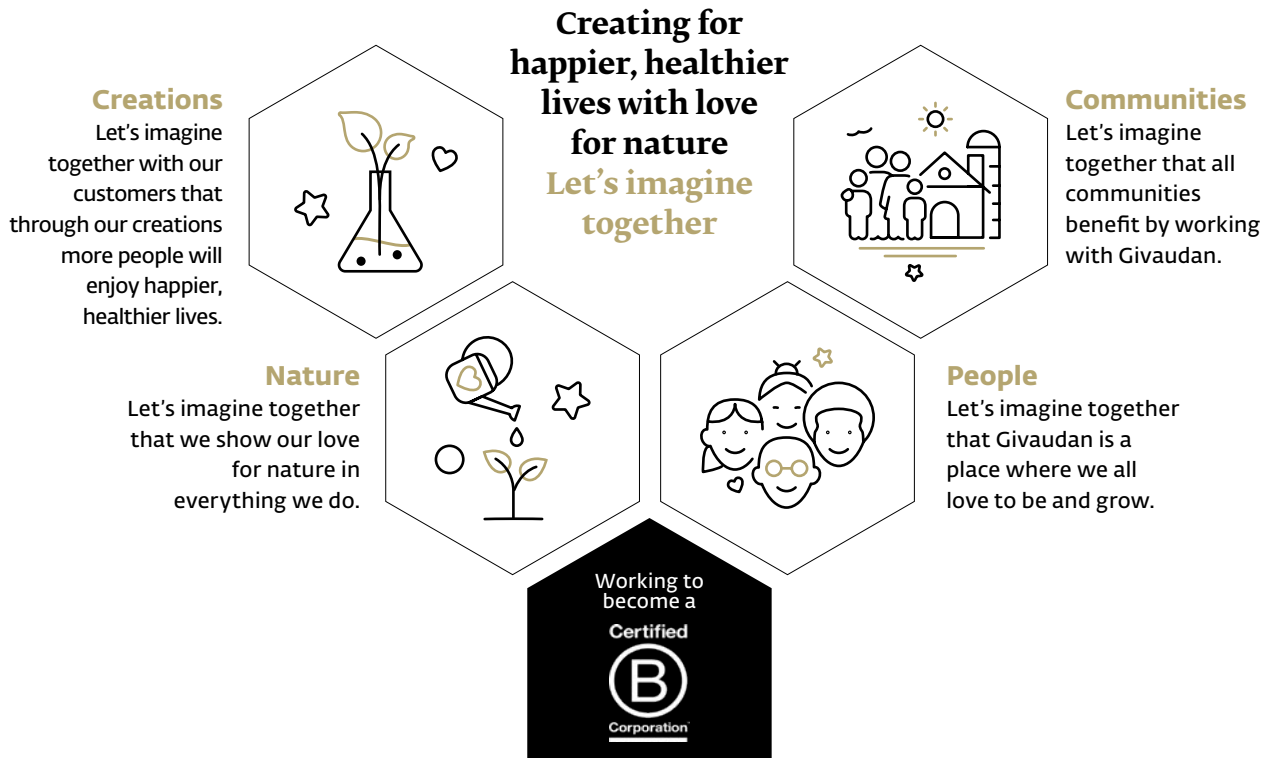 Creating for
happier, healthier
lives with love
for nature
Let’s imagine
together
Creations
Let’s imagine
together with our
customers that
through our creations
more people will
enjoy happier,
healthier lives.
Communities
Let’s imagine
together that all
communities
benefit by working
with Givaudan.
Nature
Let’s imagine together
that we show our love
for nature in
everything we do.
People
Let’s imagine together
that Givaudan is a
place where we all
love to be and grow.
Working to
become a
Certified
B
Corporation™